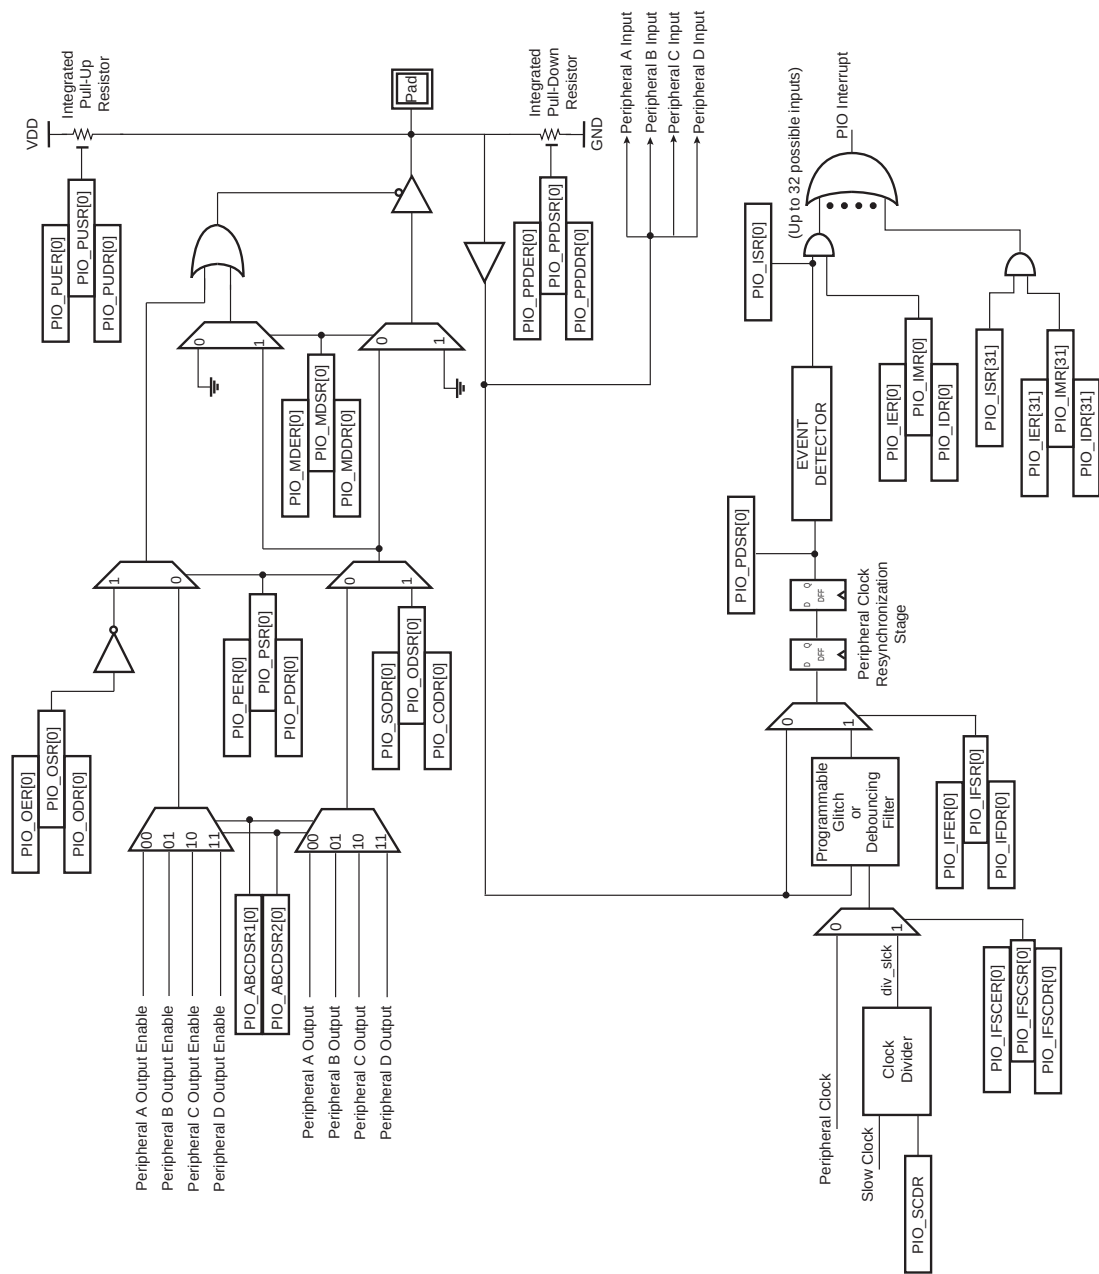 Peripheral A Output Enable
Peripheral B Output Enable
Peripheral C Output Enable
Peripheral D Output Enable
00
01
10
11
PIO_OER[0]
PIO_OSR[0]
PIO_ODR[0]
1
0
PIO_PUER[0]
PIO_PUSR[0]
PIO_PUDR[0]
VDD
Integrated
Pull-Up
Resistor
0
1
PIO_ABCDSR1[0]
PIO_ABCDSR2[0]
PIO_PER[0]
PIO_PSR[0]
PIO_PDR[0]
PIO_MDER[0]
PIO_MDSR[0]
PIO_MDDR[0]
Peripheral A Output
Peripheral B Output
Peripheral C Output
Peripheral D Output
00
01
10
11
0
1
PIO_SODR[0]
PIO_ODSR[0]
PIO_CODR[0]
0
1
Pad
PIO_PPDER[0]
PIO_PPDSR[0]
PIO_PPDDR[0]
Integrated
Pull-Down
Resistor
GND
Peripheral A Input
Peripheral B Input
Peripheral C Input
Peripheral D Input
PIO_PDSR[0]
PIO_ISR[0]
(Up to 32 possible inputs)
PIO Interrupt
Peripheral Clock
Slow Clock
PIO_SCDR
Clock
Divider
div_slck
0
1
Programmable
Glitch
or
Debouncing
Filter
0
1
D
Q
DFF
D
Q
DFF
Peripheral Clock
Resynchronization
Stage
EVENT
DETECTOR
PIO_IER[0]
PIO_IMR[0]
PIO_IDR[0]
PIO_ISR[31]
PIO_IER[31]
PIO_IMR[31]
PIO_IDR[31]
PIO_IFER[0]
PIO_IFSR[0]
PIO_IFDR[0]
PIO_IFSCER[0]
PIO_IFSCSR[0]
PIO_IFSCDR[0]